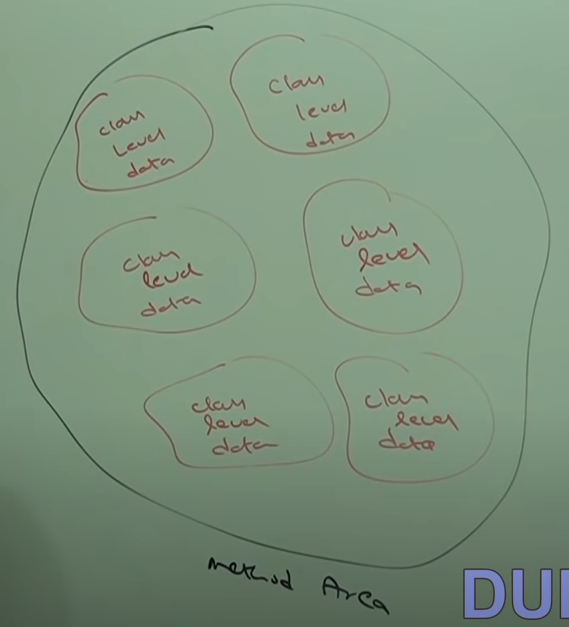 class
level
data
class
Level
data
class
level
data
class
level
data
class
level
data
class
level
data
method Area
DU